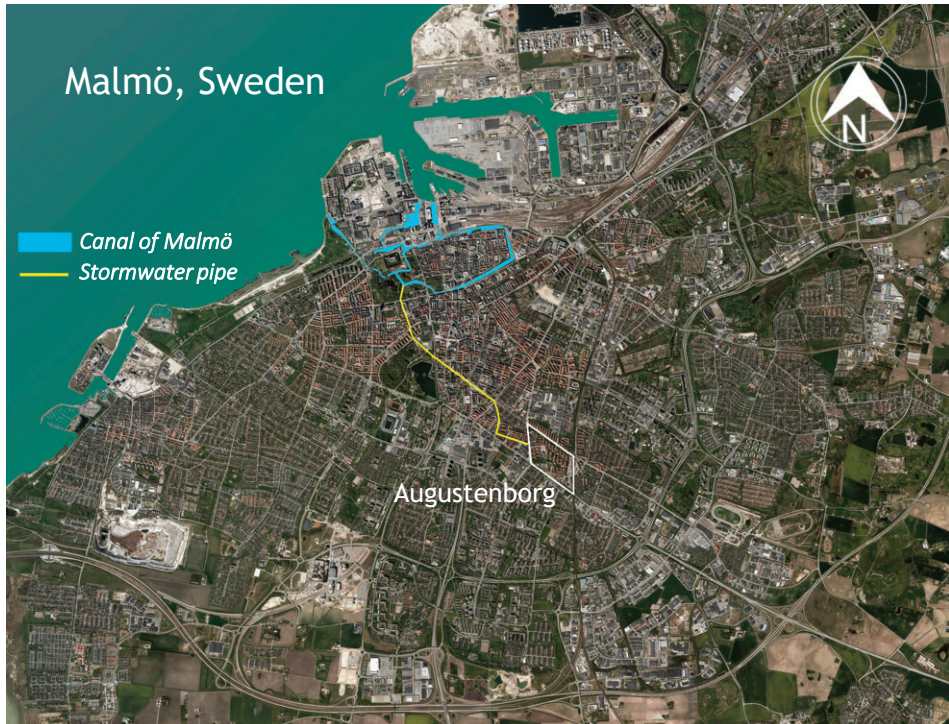 Malmö, Sweden
N
Canal of Malmö
Stormwater pipe
Augustenborg